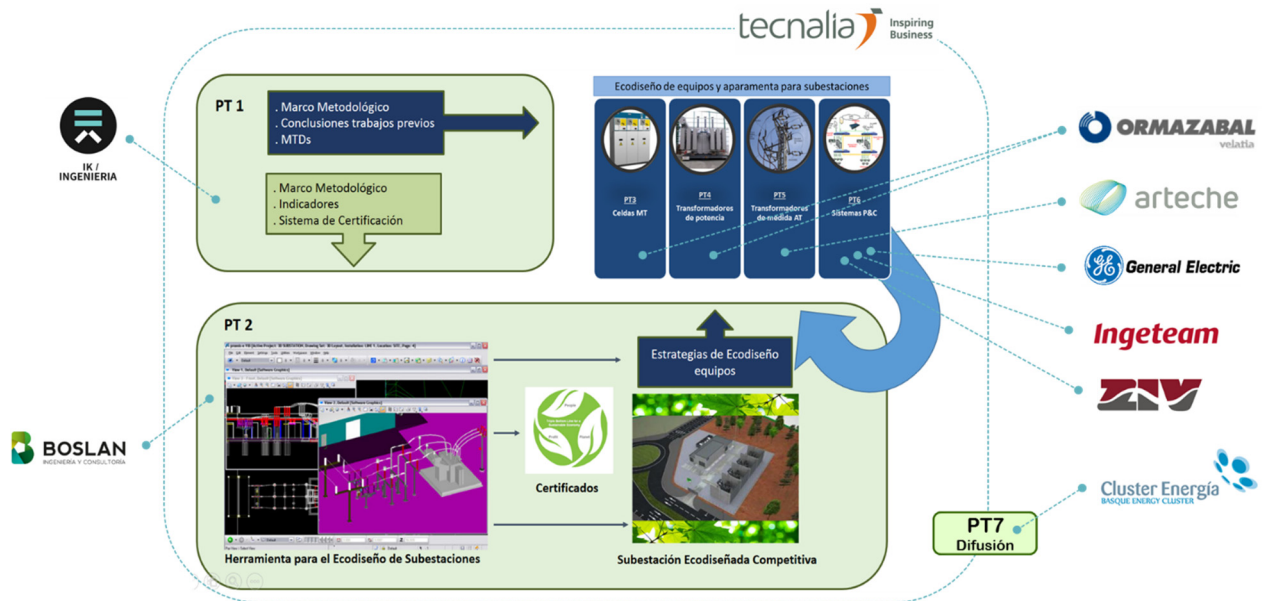 tecnalia Inspiring
Business
PT 1
. Marco Metodológico
. Conclusiones trabajos previos
. MTDs
. Marco Metodológico
. Indicadores
. Sistema de Certificación
Ecodiseño de equipos y aparamenta para subestaciones
PT3
Celdas MT
PT4
Transformadores
de potencia
PT5
Transformadores
de medida AT
PT6
Sistemas P&C
IK /
INGENIERIA
BOSLAN
INGENIERÍA Y CONSULTORÍA
PT 2
Estrategias de Ecodiseño
equipos
Certificados
Herramienta para el Ecodiseño de Subestaciones
Subestación Ecodiseñada Competitiva
ORMAZABAL
velatia
arteche
GE General Electric
Ingeteam
ZIV
Cluster Energía
BASQUE ENERGY CLUSTER
PT7
Difusión